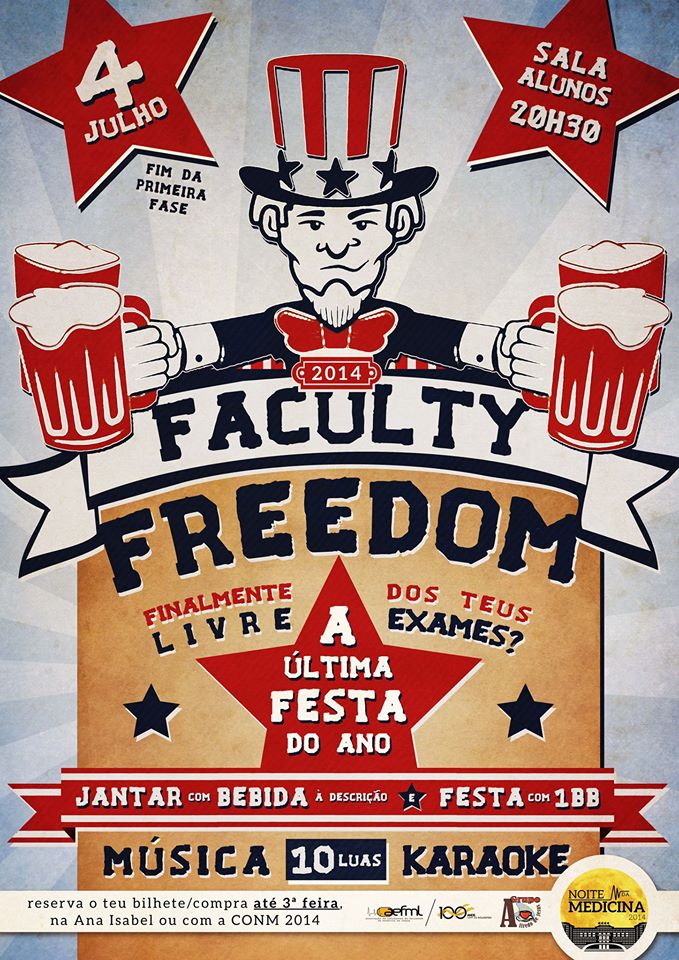 4
JULHO
FIM DA
PRIMEIRA
FASE
SALA
ALUNOS
20H30
2014
FACULTY
FREEDOM
FINALMENTE
LIVRE
DOS TEUS
EXAMES?
A
ÚLTIMA
FESTA
DO ANO
JANTAR COM BEBIDA À DESCRIÇÃO E FESTA COM 1BB
MÚSICA 10 LUAS KARAOKE
reserva o teu bilhete/compra até 3ª feira,
na Ana Isabel ou com a CONM 2014
aefml
100
Grupo
NOITE DA
MEDICINA
2014